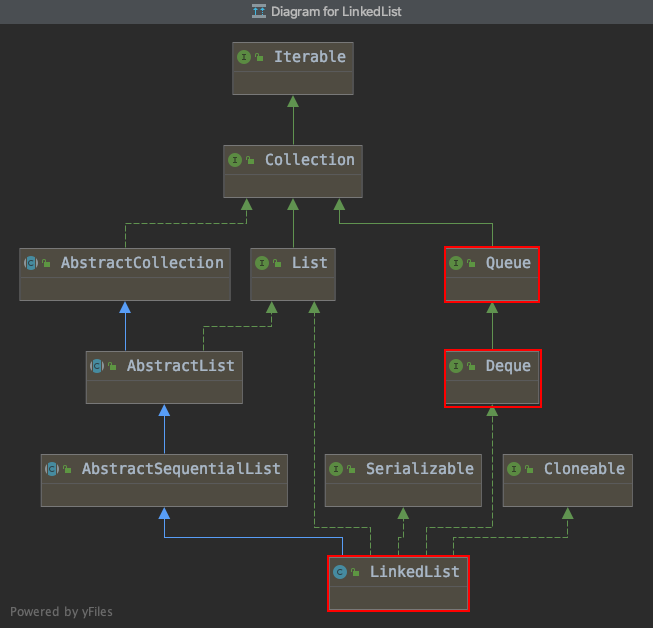 Diagram for LinkedList
I Iterable
I Collection
C AbstractCollection
I List
I Queue
C AbstractList
I Deque
C AbstractSequentialList
I Serializable
I Cloneable
C LinkedList
Powered by yFiles